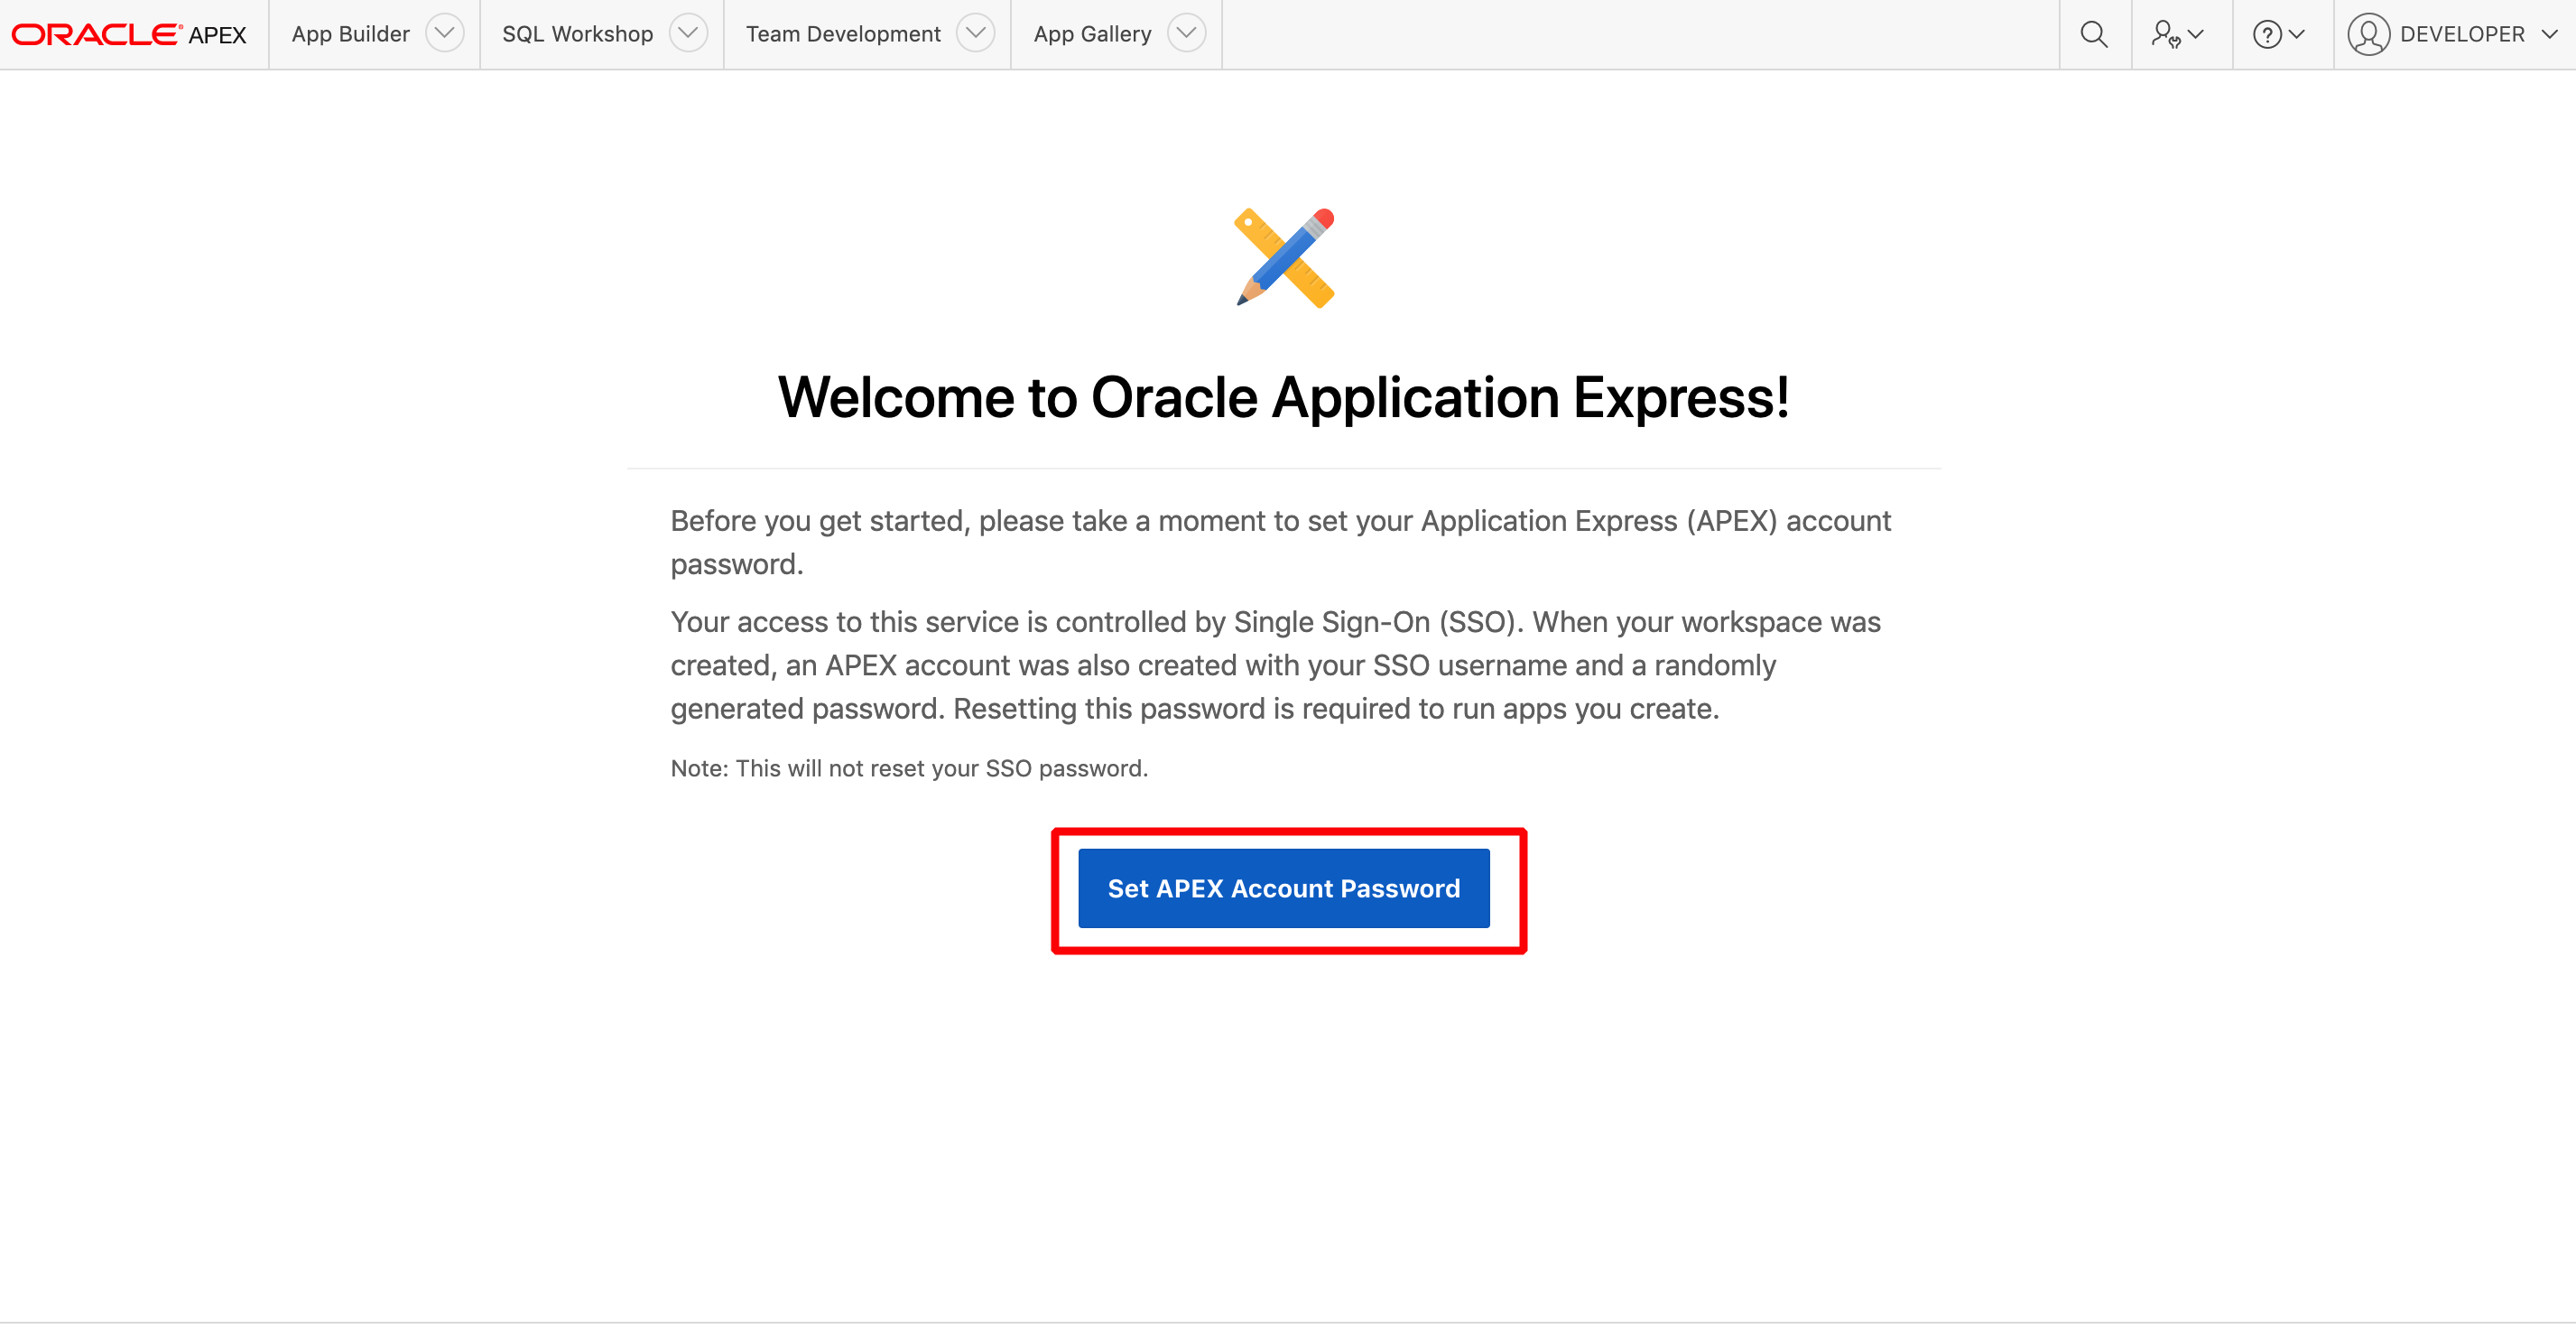 ORACLE APEX App Builder SQL Workshop Team Development App Gallery ? DEVELOPER
Welcome to Oracle Application Express!
Before you get started, please take a moment to set your Application Express (APEX) account
password.
Your access to this service is controlled by Single Sign-On (SSO). When your workspace was
created, an APEX account was also created with your SSO username and a randomly
generated password. Resetting this password is required to run apps you create.
Note: This will not reset your SSO password.
Set APEX Account Password